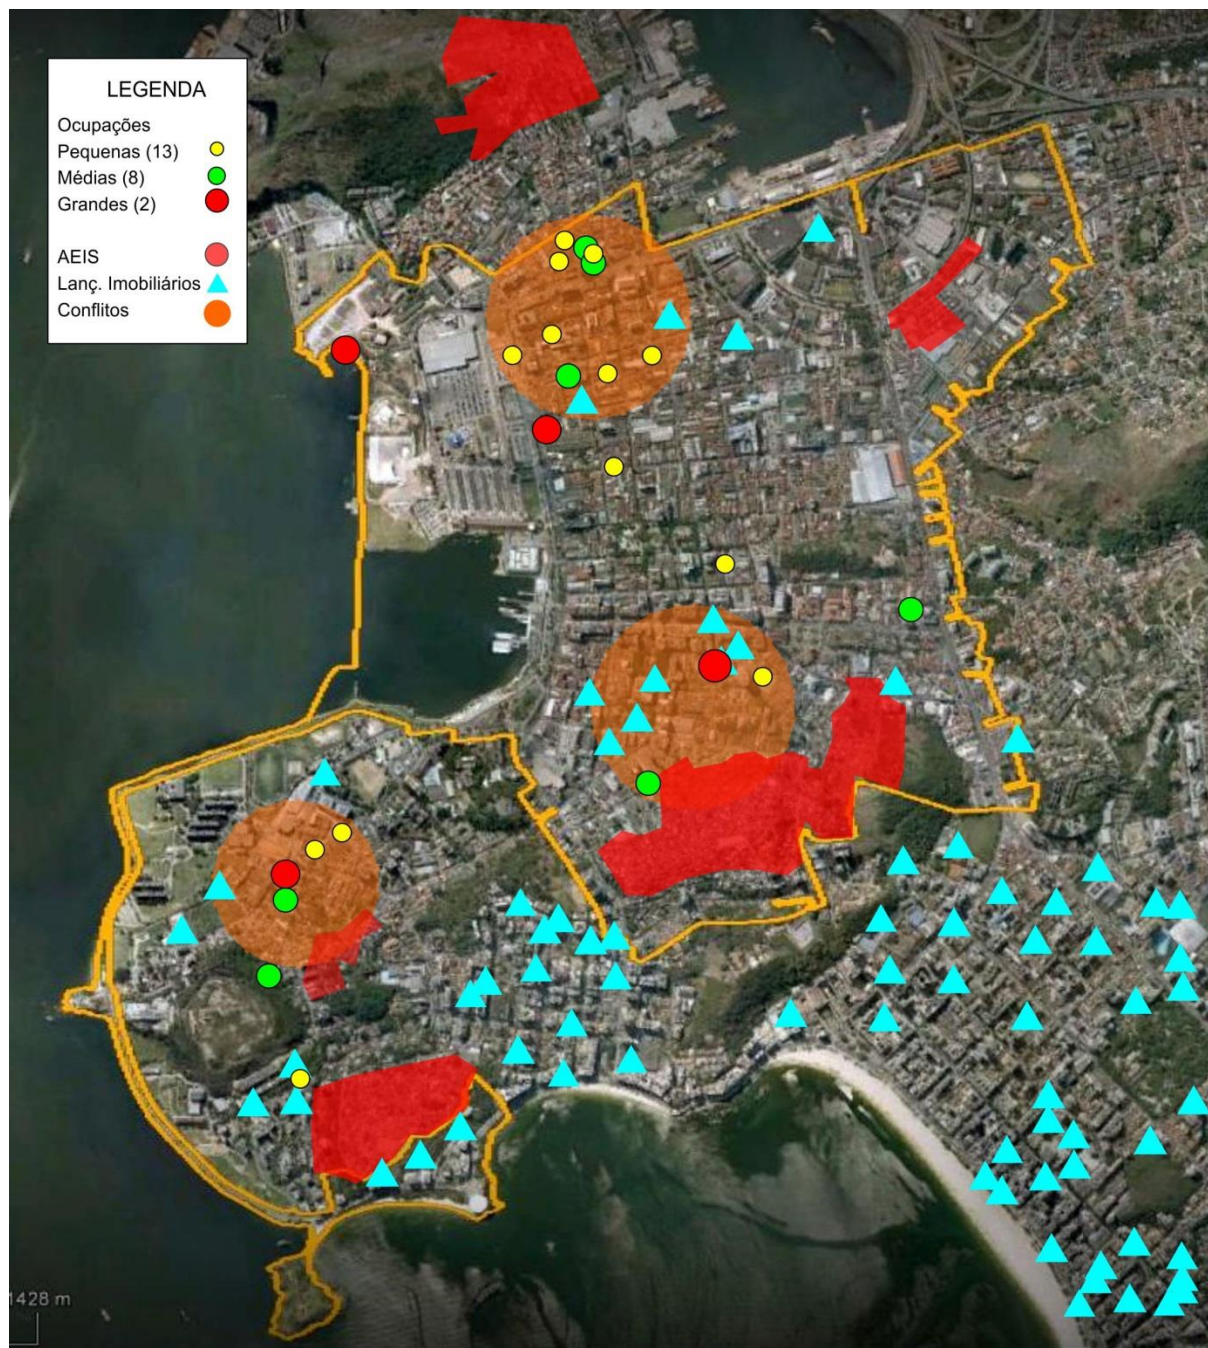 LEGENDA
Ocupações
Pequenas (13)
Médias (8)
Grandes (2)
AEIS
Lanç. Imobiliários
Conflitos
1428 m